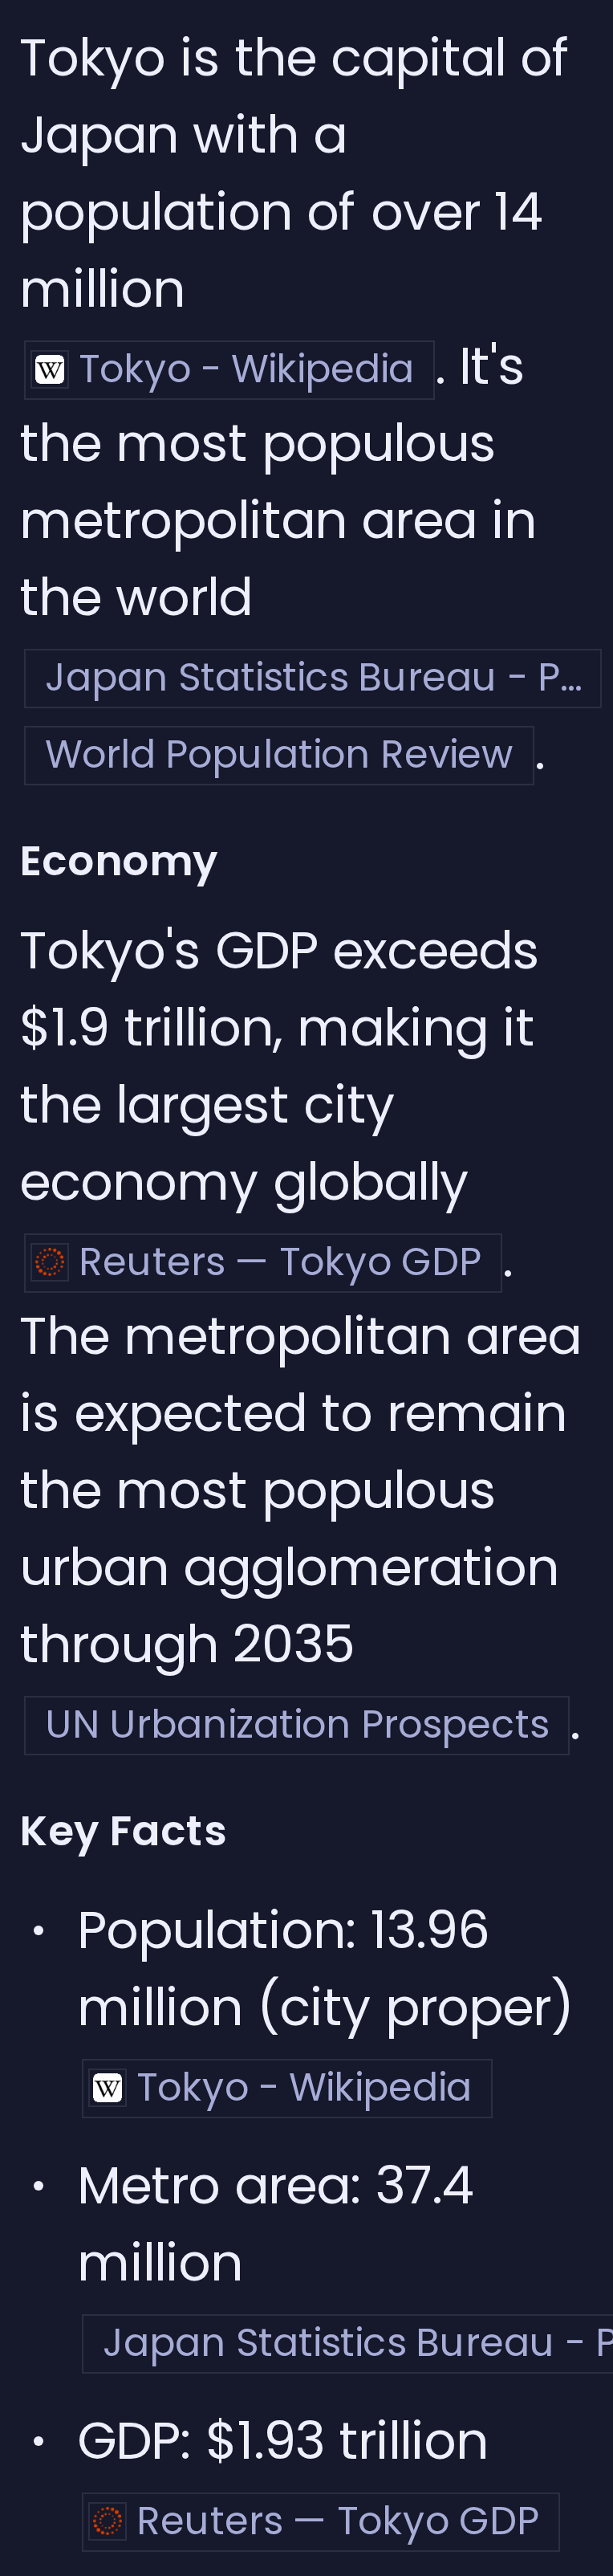 Tokyo is the capital of
Japan with a
population of over 14
million
W Tokyo - Wikipedia . It's
the most populous
metropolitan area in
the world
Japan Statistics Bureau - P...
World Population Review .
Economy
Tokyo's GDP exceeds
$1.9 trillion, making it
the largest city
economy globally
Reuters — Tokyo GDP .
The metropolitan area
is expected to remain
the most populous
urban agglomeration
through 2035
UN Urbanization Prospects .
Key Facts
• Population: 13.96
million (city proper)
W Tokyo - Wikipedia
• Metro area: 37.4
million
Japan Statistics Bureau - P
• GDP: $1.93 trillion
Reuters — Tokyo GDP